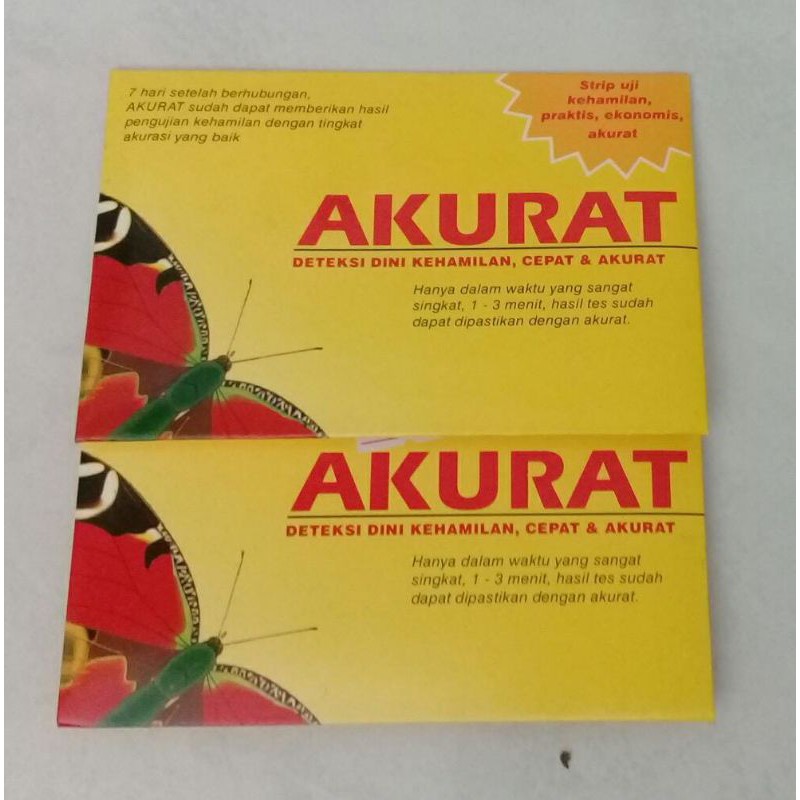 7 hari setelah berhubungan,
AKURAT sudah dapat memberikan hasil
pengujian kehamilan dengan tingkat
akurasi yang baik
Strip uji
kehamilan,
praktis, ekonomis,
akurat
AKURAT
DETEKSI DINI KEHAMILAN, CEPAT & AKURAT
Hanya dalam waktu yang sangat
singkat, 1 - 3 menit, hasil tes sudah
dapat dipastikan dengan akurat.
AKURAT
DETEKSI DINI KEHAMILAN, CEPAT & AKURAT
Hanya dalam waktu yang sangat
singkat, 1 - 3 menit, hasil tes sudah
dapat dipastikan dengan akurat.